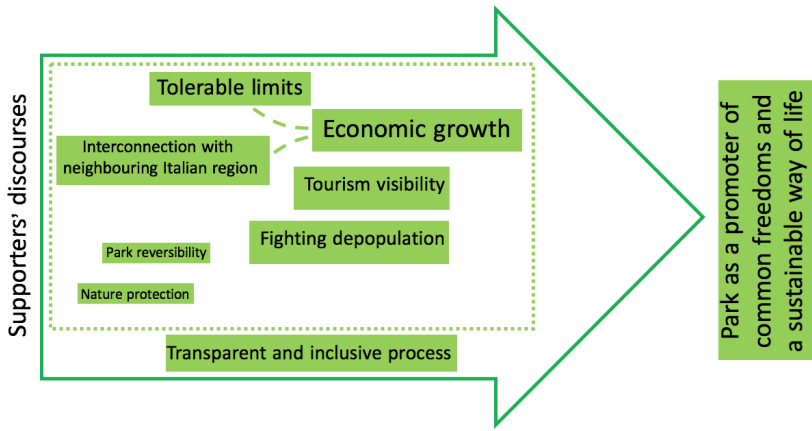 Supporters' discourses
Tolerable limits
Economic growth
Interconnection with
neighbouring Italian region
Tourism visibility
Fighting depopulation
Park reversibility
Nature protection
Transparent and inclusive process
Park as a promoter of
common freedoms and
a sustainable way of life